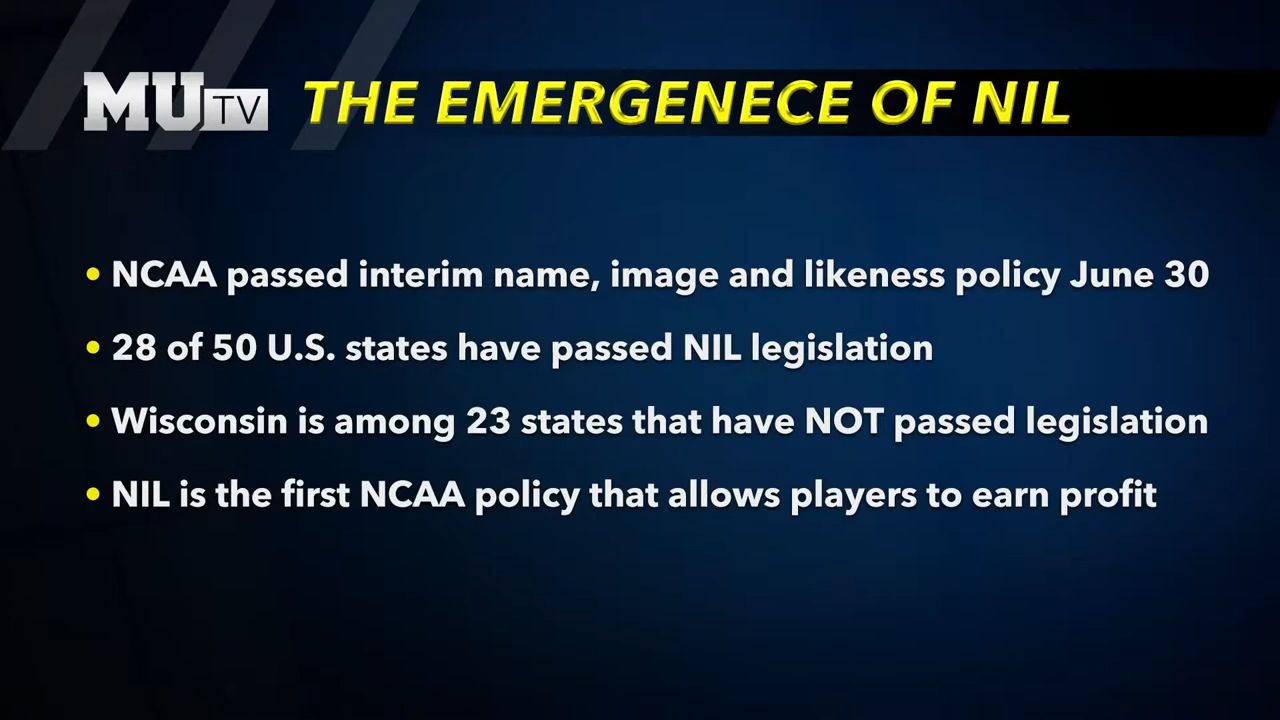 MUTV
THE EMERGENECE OF NIL
• NCAA passed interim name, image and likeness policy June 30
• 28 of 50 U.S. states have passed NIL legislation
• Wisconsin is among 23 states that have NOT passed legislation
• NIL is the first NCAA policy that allows players to earn profit